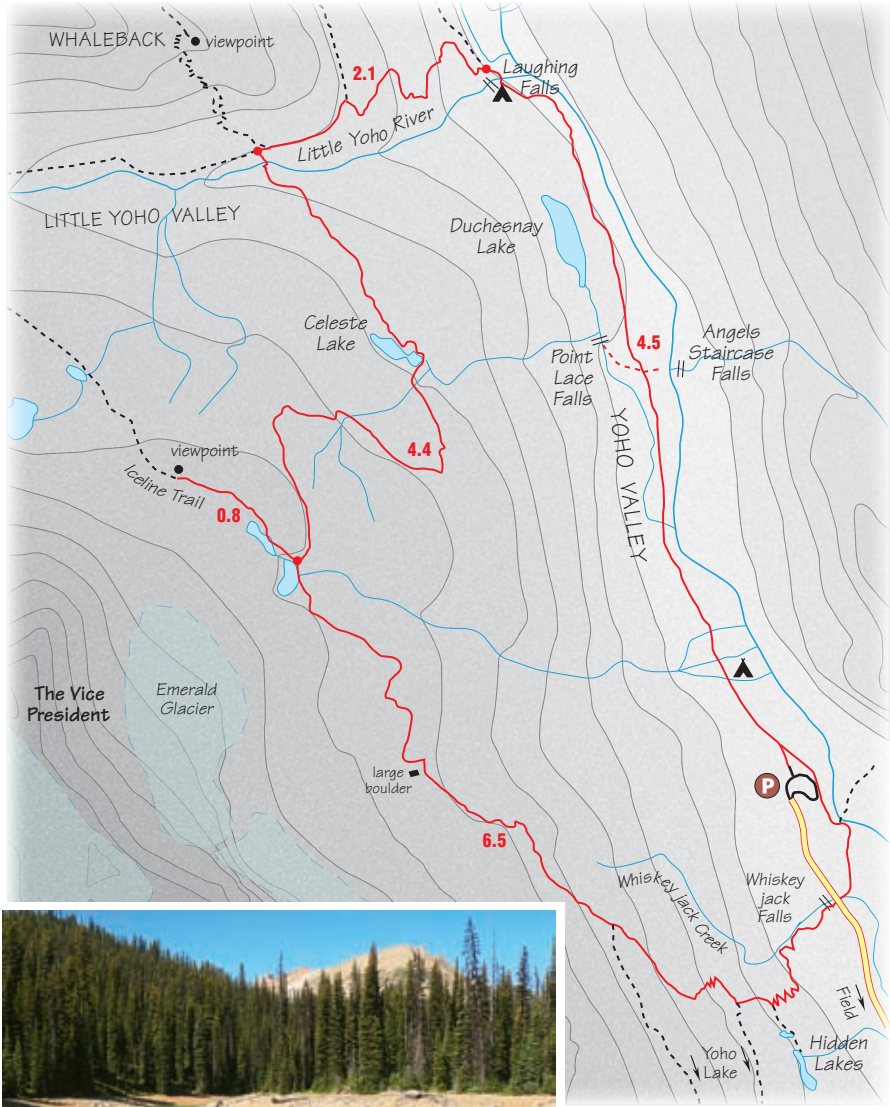 WHALEBACK
viewpoint
2.1
Laughing
Falls
Little Yoho River
LITTLE YOHO VALLEY
Duchesnay
Lake
Celeste
Lake
4.5
Angels
Staircase
Falls
Point
Lace
Falls
YOHO VALLEY
4.4
viewpoint
Iceline Trail
0.8
The Vice
President
Emerald
Glacier
large
boulder
P
6.5
Whiskey jack Creek
Whiskey
jack
Falls
Field
Yoho
Lake
Hidden
Lakes